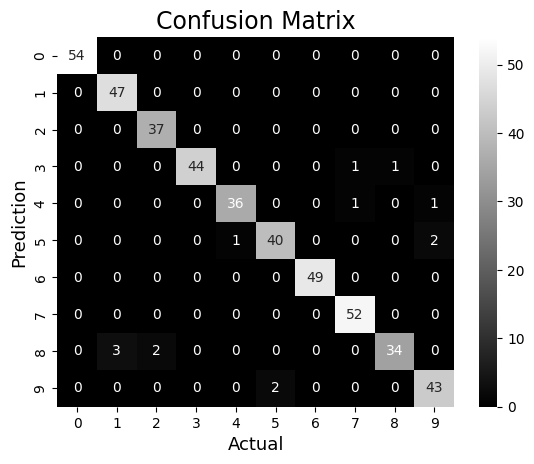 Confusion Matrix
0 54 0 0 0 0 0 0 0 0 0
1 0 47 0 0 0 0 0 0 0 0
2 0 0 37 0 0 0 0 0 0 0
3 0 0 0 44 0 0 0 1 1 0
4 0 0 0 0 36 0 0 1 0 1
5 0 0 0 0 1 40 0 0 0 2
6 0 0 0 0 0 0 49 0 0 0
7 0 0 0 0 0 0 0 52 0 0
8 0 3 2 0 0 0 0 0 34 0
9 0 0 0 0 0 2 0 0 0 43
0 1 2 3 4 5 6 7 8 9
Prediction
Actual
50
40
30
20
10
0